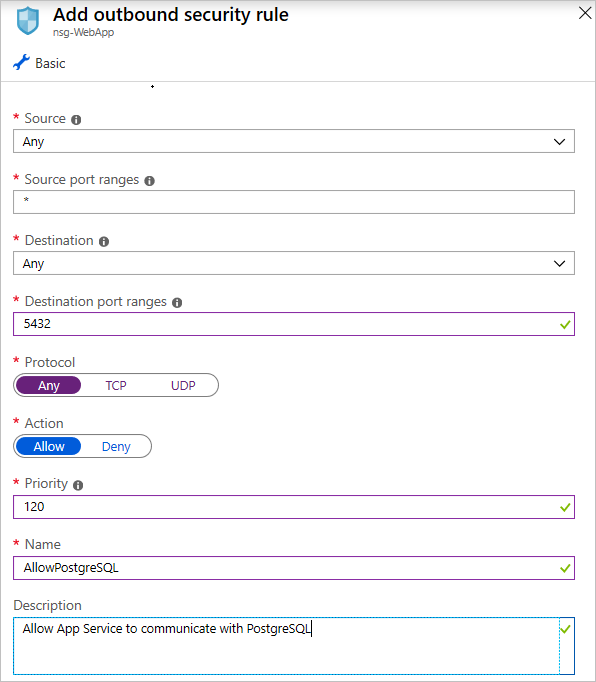 Add outbound security rule
nsg-WebApp
Basic
* Source
Any
* Source port ranges
*
* Destination
Any
* Destination port ranges
5432
* Protocol
Any TCP UDP
* Action
Allow Deny
* Priority
120
* Name
AllowPostgreSQL
Description
Allow App Service to communicate with PostgreSQL